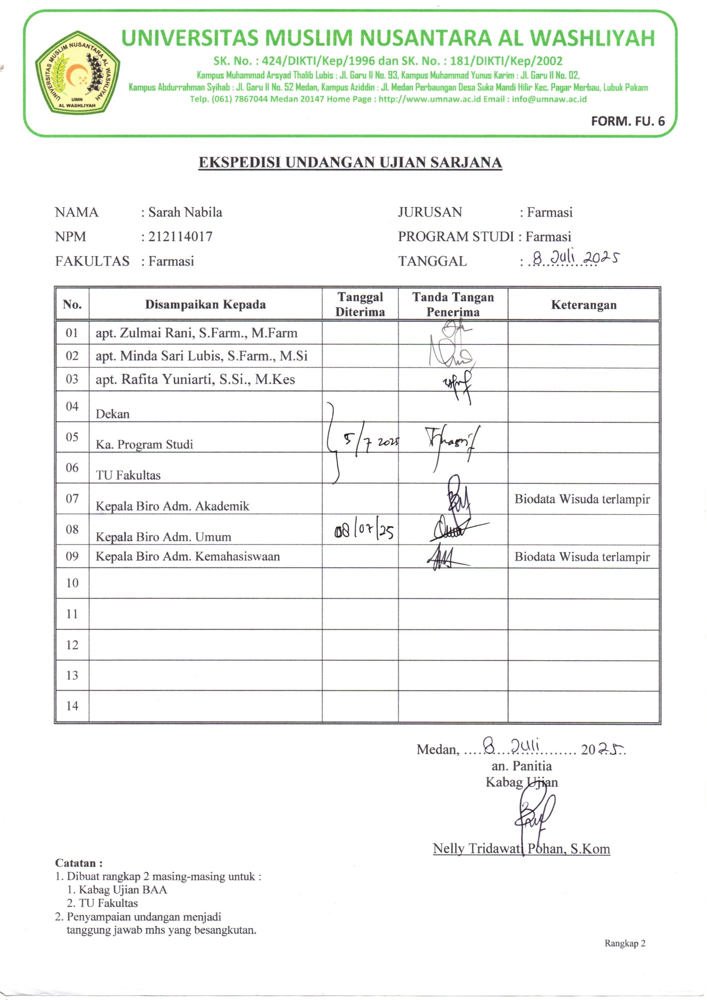 UNIVERSITAS MUSLIM NUSANTARA AL WASHLIYAH
UMN
AL WASHLIYAH
UNIVERSITAS MUSLIM NUSANTARA AL WASHLIYAH
SK. No. : 424/DIKTI/Kep/1996 dan SK. No. : 181/DIKTI/Kep/2002
Kampus Muhammad Arsyad Thalib Lubis : Jl. Garu II No. 93, Kampus Muhammad Yunus Karim : Jl. Garu II No. 02,
Kampus Abdurrahman Syihab : Jl. Garu II No. 52 Medan, Kampus Aziddin : Jl. Medan Perbaungan Desa Suka Mandi Hilir Kec. Pagar Merbau, Lubuk Pakam
Telp. (061) 7867044 Medan 20147 Home Page : http://www.umnaw.ac.id Email : info@umnaw.ac.id
FORM. FU. 6
EKSPEDISI UNDANGAN UJIAN SARJANA
NAMA : Sarah Nabila JURUSAN : Farmasi
NPM : 212114017 PROGRAM STUDI : Farmasi
FAKULTAS : Farmasi TANGGAL : 8 Juli 2025
No. Disampaikan Kepada Tanggal Diterima Tanda Tangan Penerima Keterangan
01 apt. Zulmai Rani, S.Farm., M.Farm
02 apt. Minda Sari Lubis, S.Farm., M.Si
03 apt. Rafita Yuniarti, S.Si., M.Kes
04 Dekan
05 Ka. Program Studi 5/7 2025
06 TU Fakultas
07 Kepala Biro Adm. Akademik Biodata Wisuda terlampir
08 Kepala Biro Adm. Umum 08/07/25
09 Kepala Biro Adm. Kemahasiswaan Biodata Wisuda terlampir
10
11
12
13
14
Medan, 8 Juli 2025
an. Panitia
Kabag Ujian
Nelly Tridawati Pohan, S.Kom
Catatan :
1. Dibuat rangkap 2 masing-masing untuk :
1. Kabag Ujian BAA
2. TU Fakultas
2. Penyampaian undangan menjadi
tanggung jawab mhs yang besangkutan.
Rangkap 2